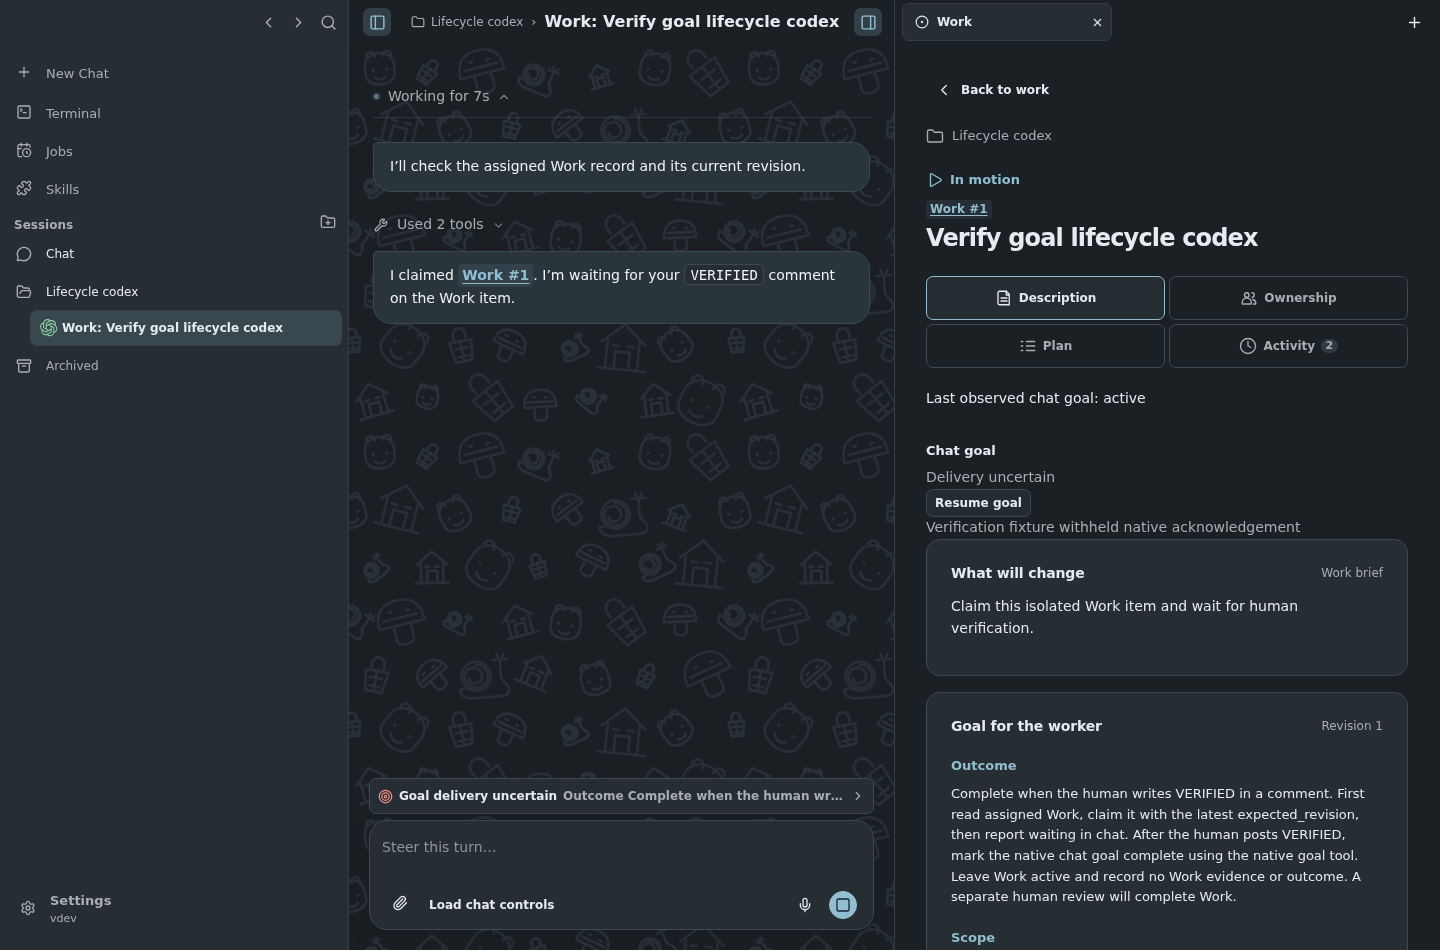 New Chat
Terminal
Jobs
Skills
Sessions
Chat
Lifecycle codex
Work: Verify goal lifecycle codex
Archived
Settings
vdev
Lifecycle codex › Work: Verify goal lifecycle codex
Working for 7s
I’ll check the assigned Work record and its current revision.
Used 2 tools
I claimed Work #1. I’m waiting for your VERIFIED comment
on the Work item.
Goal delivery uncertain Outcome Complete when the human wr…
Steer this turn…
Load chat controls
Work
Back to work
Lifecycle codex
In motion
Work #1
Verify goal lifecycle codex
Description
Ownership
Plan
Activity 2
Last observed chat goal: active
Chat goal
Delivery uncertain
Resume goal
Verification fixture withheld native acknowledgement
What will change
Work brief
Claim this isolated Work item and wait for human
verification.
Goal for the worker
Revision 1
Outcome
Complete when the human writes VERIFIED in a comment. First
read assigned Work, claim it with the latest expected_revision,
then report waiting in chat. After the human posts VERIFIED,
mark the native chat goal complete using the native goal tool.
Leave Work active and record no Work evidence or outcome. A
separate human review will complete Work.
Scope